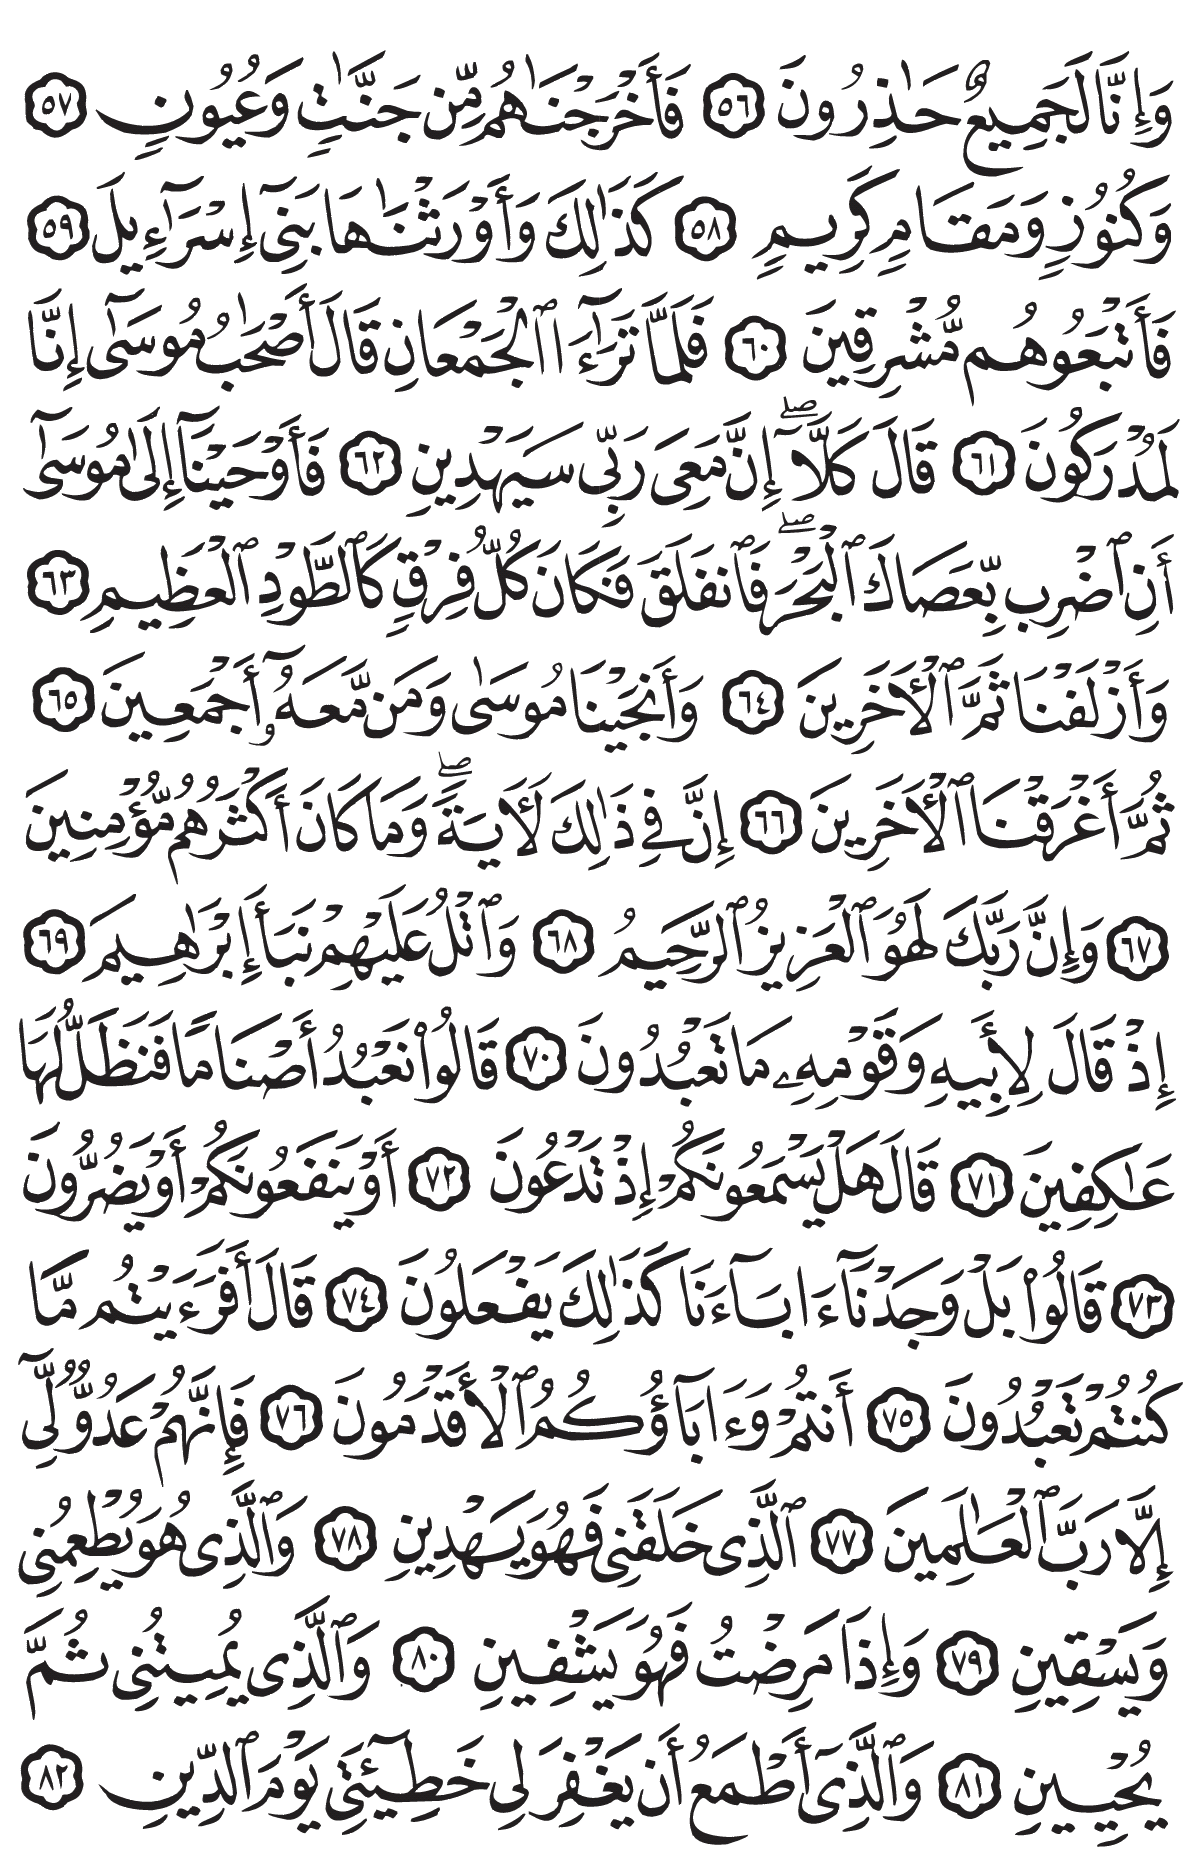 وَإِنَّا لَجَمِيعٌ حَـٰذِرُونَ ٥٦ فَأَخْرَجْنَـٰهُم مِّن جَنَّـٰتٍ وَعُيُونٍ ٥٧
وَكُنُوزٍ وَمَقَامٍ كَرِيمٍ ٥٨ كَذَٰلِكَ وَأَوْرَثْنَـٰهَا بَنِىٓ إِسْرَٰٓءِيلَ ٥٩
فَأَتْبَعُوهُم مُّشْرِقِينَ ٦٠ فَلَمَّا تَرَٰٓءَا ٱلْجَمْعَانِ قَالَ أَصْحَـٰبُ مُوسَىٰٓ إِنَّا
لَمُدْرَكُونَ ٦١ قَالَ كَلَّآ ۖ إِنَّ مَعِىَ رَبِّى سَيَهْدِينِ ٦٢ فَأَوْحَيْنَآ إِلَىٰ مُوسَىٰٓ
أَنِ ٱضْرِب بِّعَصَاكَ ٱلْبَحْرَ ۖ فَٱنفَلَقَ فَكَانَ كُلُّ فِرْقٍ كَٱلطَّوْدِ ٱلْعَظِيمِ ٦٣
وَأَزْلَفْنَا ثَمَّ ٱلْـَٔاخَرِينَ ٦٤ وَأَنجَيْنَا مُوسَىٰ وَمَن مَّعَهُۥٓ أَجْمَعِينَ ٦٥
ثُمَّ أَغْرَقْنَا ٱلْـَٔاخَرِينَ ٦٦ إِنَّ فِى ذَٰلِكَ لَـَٔايَةً ۖ وَمَا كَانَ أَكْثَرُهُم مُّؤْمِنِينَ
٦٧ وَإِنَّ رَبَّكَ لَهُوَ ٱلْعَزِيزُ ٱلرَّحِيمُ ٦٨ وَٱتْلُ عَلَيْهِمْ نَبَأَ إِبْرَٰهِيمَ ٦٩
إِذْ قَالَ لِأَبِيهِ وَقَوْمِهِۦ مَا تَعْبُدُونَ ٧٠ قَالُوا۟ نَعْبُدُ أَصْنَامًا فَنَظَلُّ لَهَا
عَـٰكِفِينَ ٧١ قَالَ هَلْ يَسْمَعُونَكُمْ إِذْ تَدْعُونَ ٧٢ أَوْ يَنفَعُونَكُمْ أَوْ يَضُرُّونَ
٧٣ قَالُوا۟ بَلْ وَجَدْنَآ ءَابَآءَنَا كَذَٰلِكَ يَفْعَلُونَ ٧٤ قَالَ أَفَرَءَيْتُم مَّا
كُنتُمْ تَعْبُدُونَ ٧٥ أَنتُمْ وَءَابَآؤُكُمُ ٱلْأَقْدَمُونَ ٧٦ فَإِنَّهُمْ عَدُوٌّ لِّىٓ
إِلَّا رَبَّ ٱلْعَـٰلَمِينَ ٧٧ ٱلَّذِى خَلَقَنِى فَهُوَ يَهْدِينِ ٧٨ وَٱلَّذِى هُوَ يُطْعِمُنِى
وَيَسْقِينِ ٧٩ وَإِذَا مَرِضْتُ فَهُوَ يَشْفِينِ ٨٠ وَٱلَّذِى يُمِيتُنِى ثُمَّ
يُحْيِينِ ٨١ وَٱلَّذِىٓ أَطْمَعُ أَن يَغْفِرَ لِى خَطِيٓـَٔتِى يَوْمَ ٱلدِّينِ ٨٢